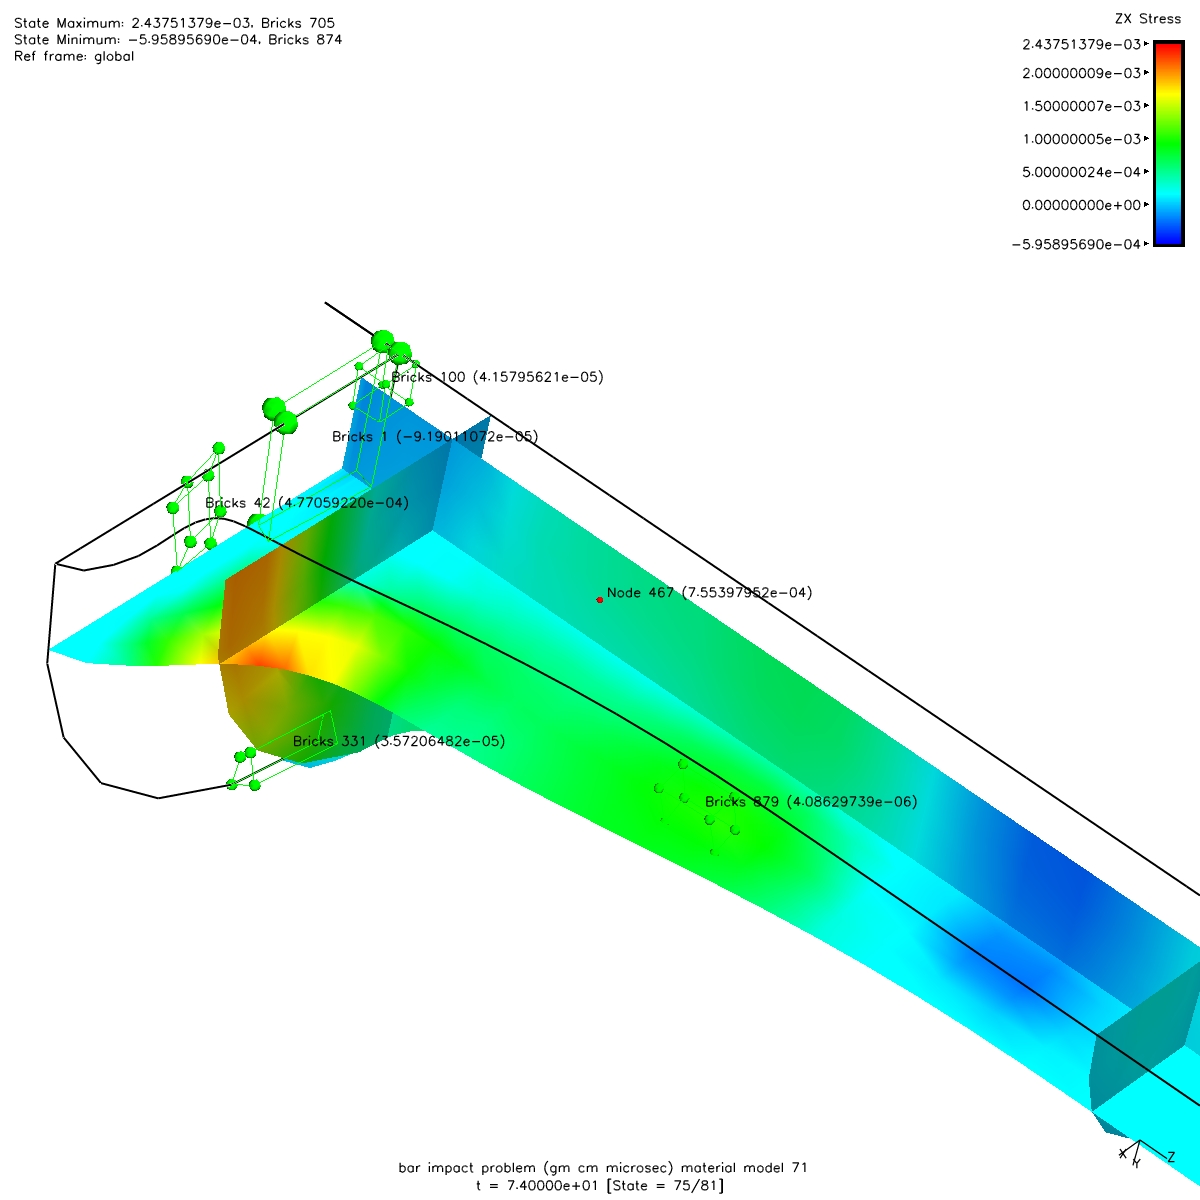 State Maximum: 2.43751379e-03, Bricks 705
State Minimum: -5.95895690e-04, Bricks 874
Ref frame: global
ZX Stress
2.43751379e-03
2.00000009e-03
1.50000007e-03
1.00000005e-03
5.00000024e-04
0.00000000e+00
-5.95895690e-04
Bricks 100 (4.15795621e-05)
Bricks 1 (-9.19011072e-05)
Bricks 42 (4.77059220e-04)
Node 467 (7.55397952e-04)
Bricks 331 (3.57206482e-05)
Bricks 879 (4.08629739e-06)
X Y Z
bar impact problem (gm cm microsec) material model 71
t = 7.40000e+01 [State = 75/81]